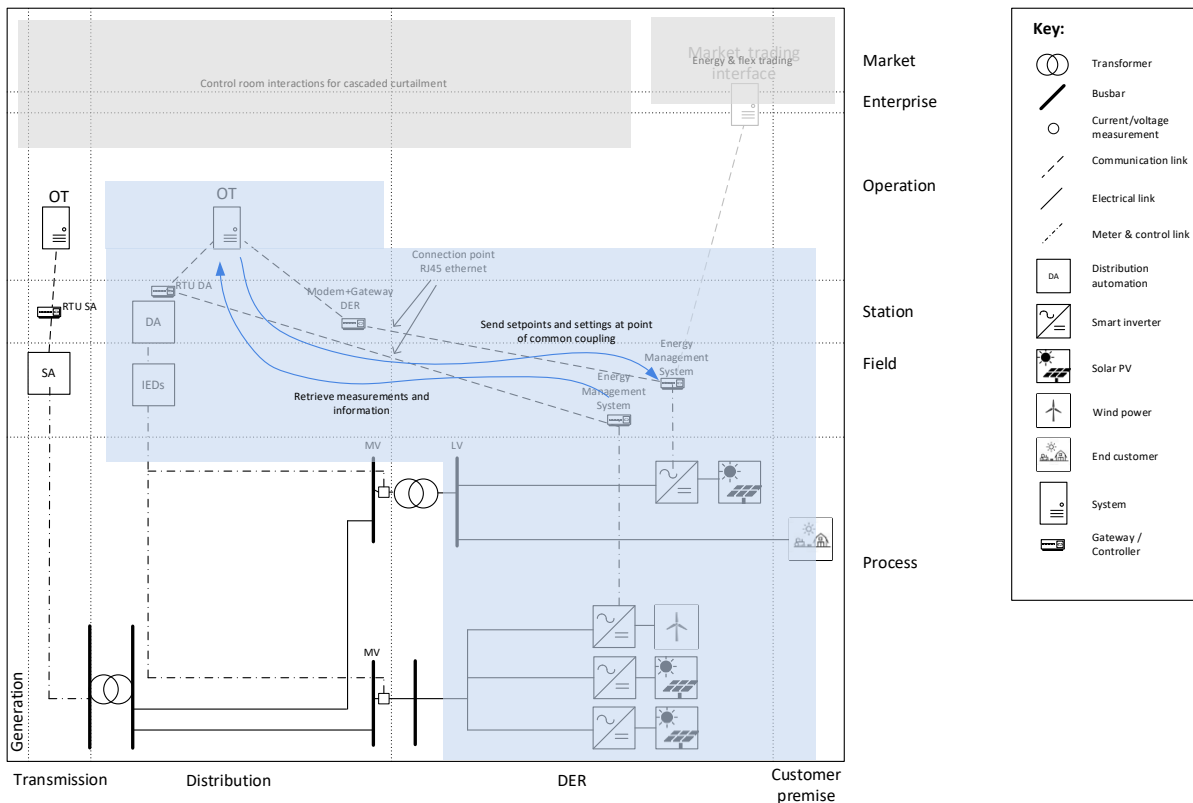 Market trading
interface
Energy & flex trading
Control room interactions for cascaded curtailment
Market
Enterprise
Operation
Station
Field
Process
OT
OT
RTU SA
SA
RTU DA
DA
IEDs
Modem+Gateway
DER
Connection point
RJ45 ethernet
Send setpoints and settings at point
of common coupling
Energy
Management
System
Energy
Management
System
Retrieve measurements and
information
MV
LV
MV
Generation
Transmission
Distribution
DER
Customer
premise
Key:
Transformer
Busbar
Current/voltage
measurement
Communication link
Electrical link
Meter & control link
DA
Distribution
automation
Smart inverter
Solar PV
Wind power
End customer
System
Gateway /
Controller